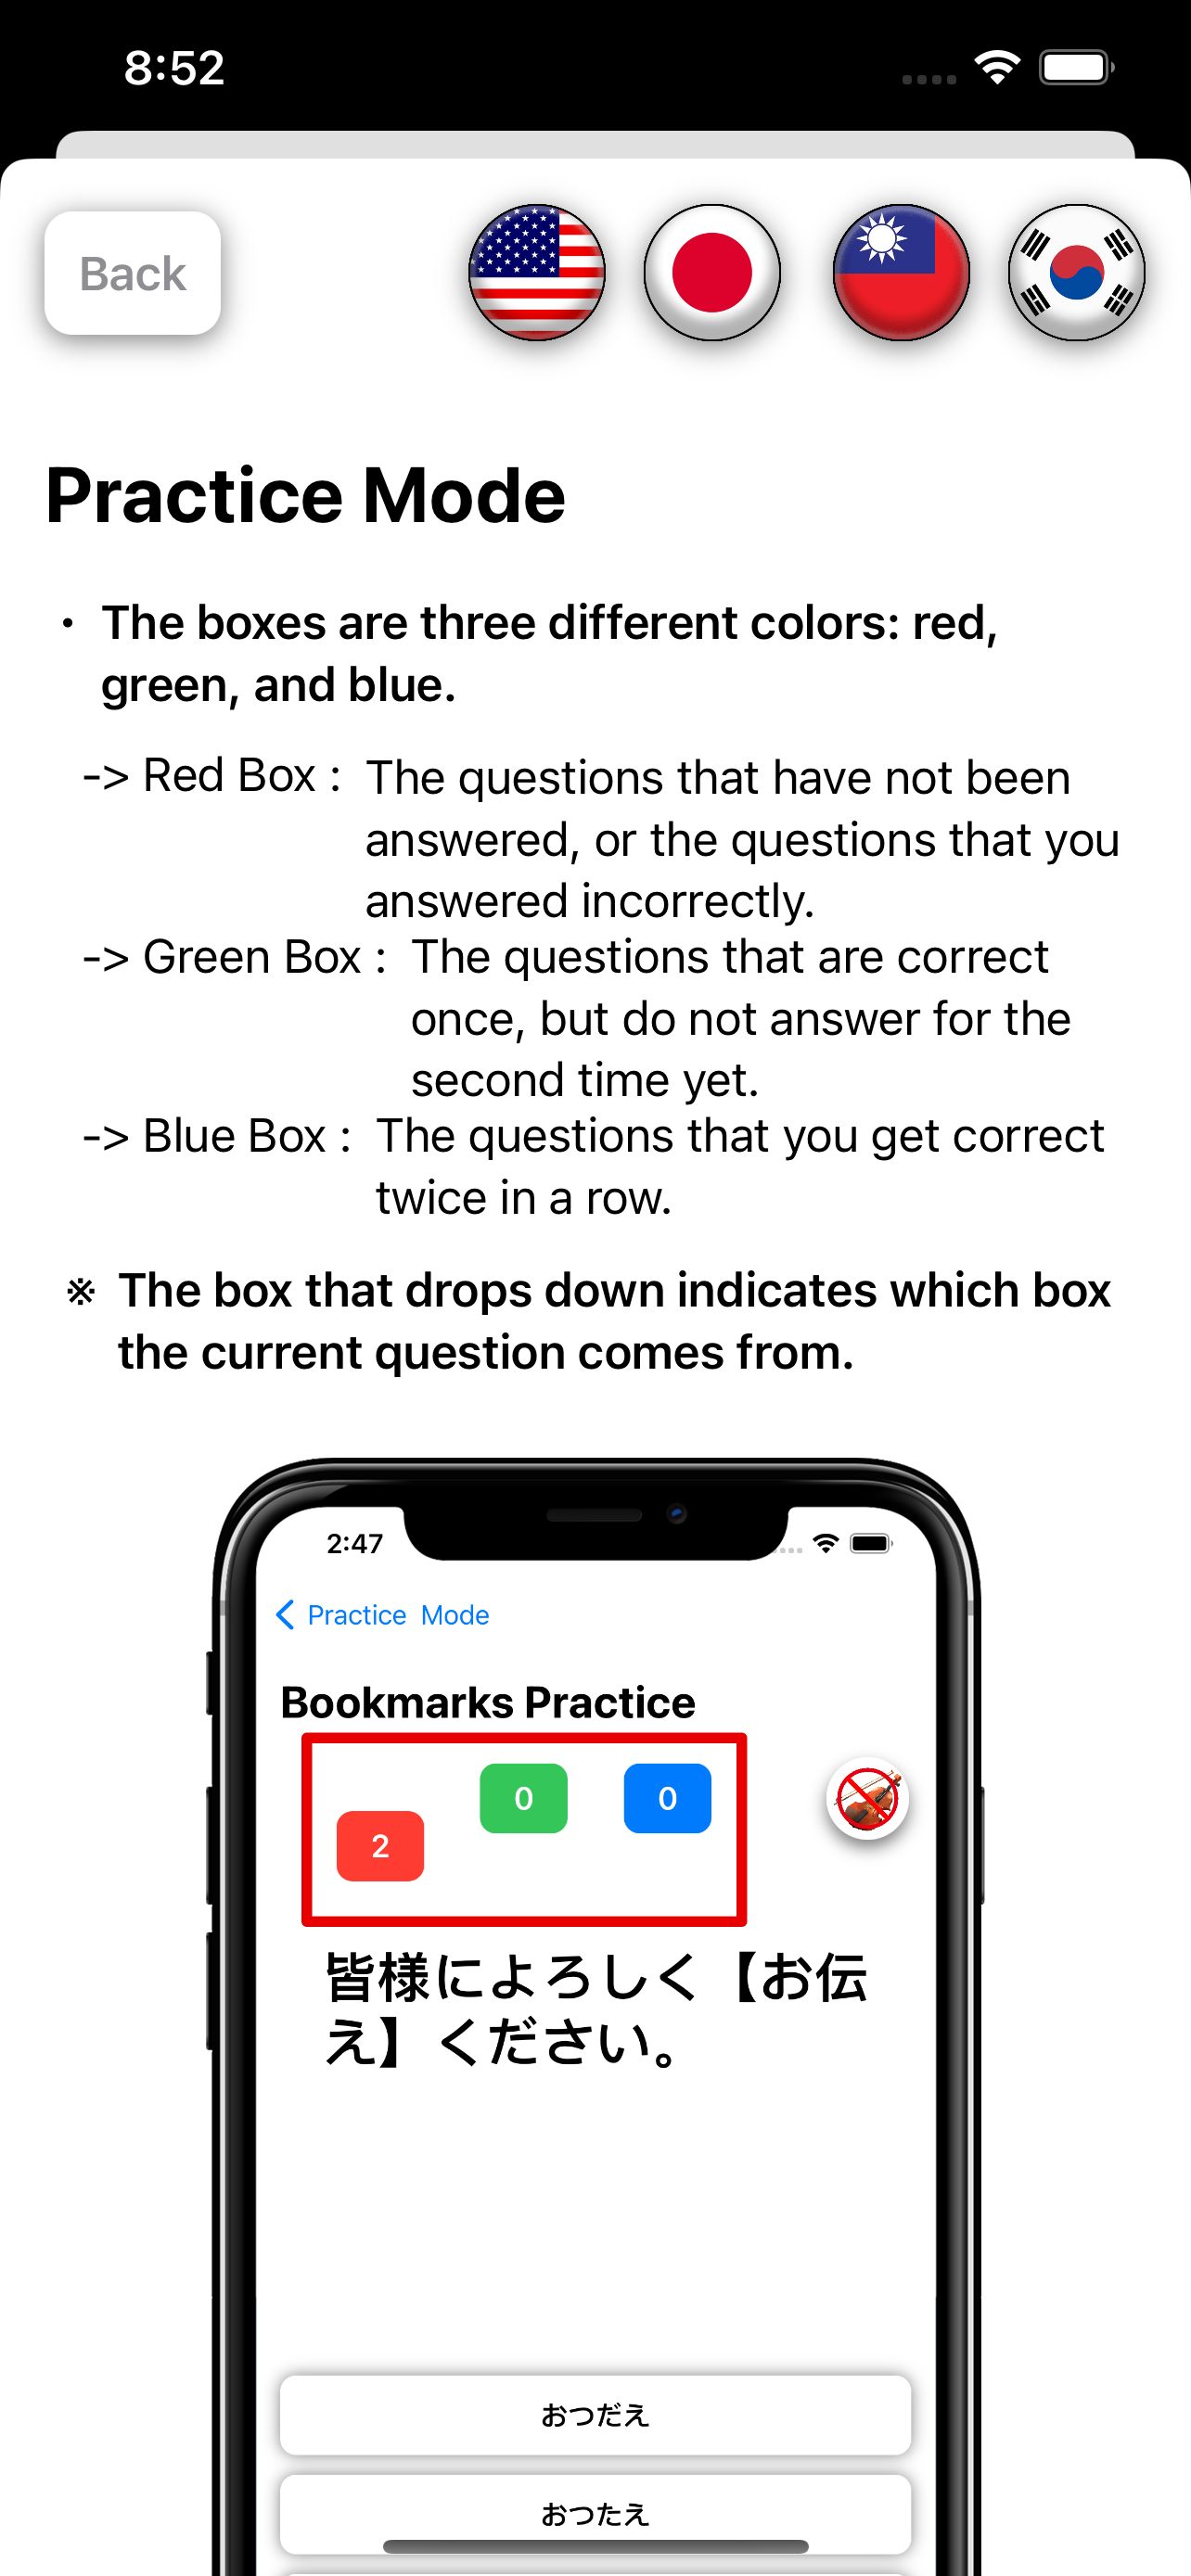 8:52
Back
Practice Mode
・ The boxes are three different colors: red,
green, and blue.
-> Red Box : The questions that have not been
answered, or the questions that you
answered incorrectly.
-> Green Box : The questions that are correct
once, but do not answer for the
second time yet.
-> Blue Box : The questions that you get correct
twice in a row.
※ The box that drops down indicates which box
the current question comes from.
2:47
Practice Mode
Bookmarks Practice
2 0 0
皆様によろしく【お伝
え】ください。
おつだえ
おつたえ